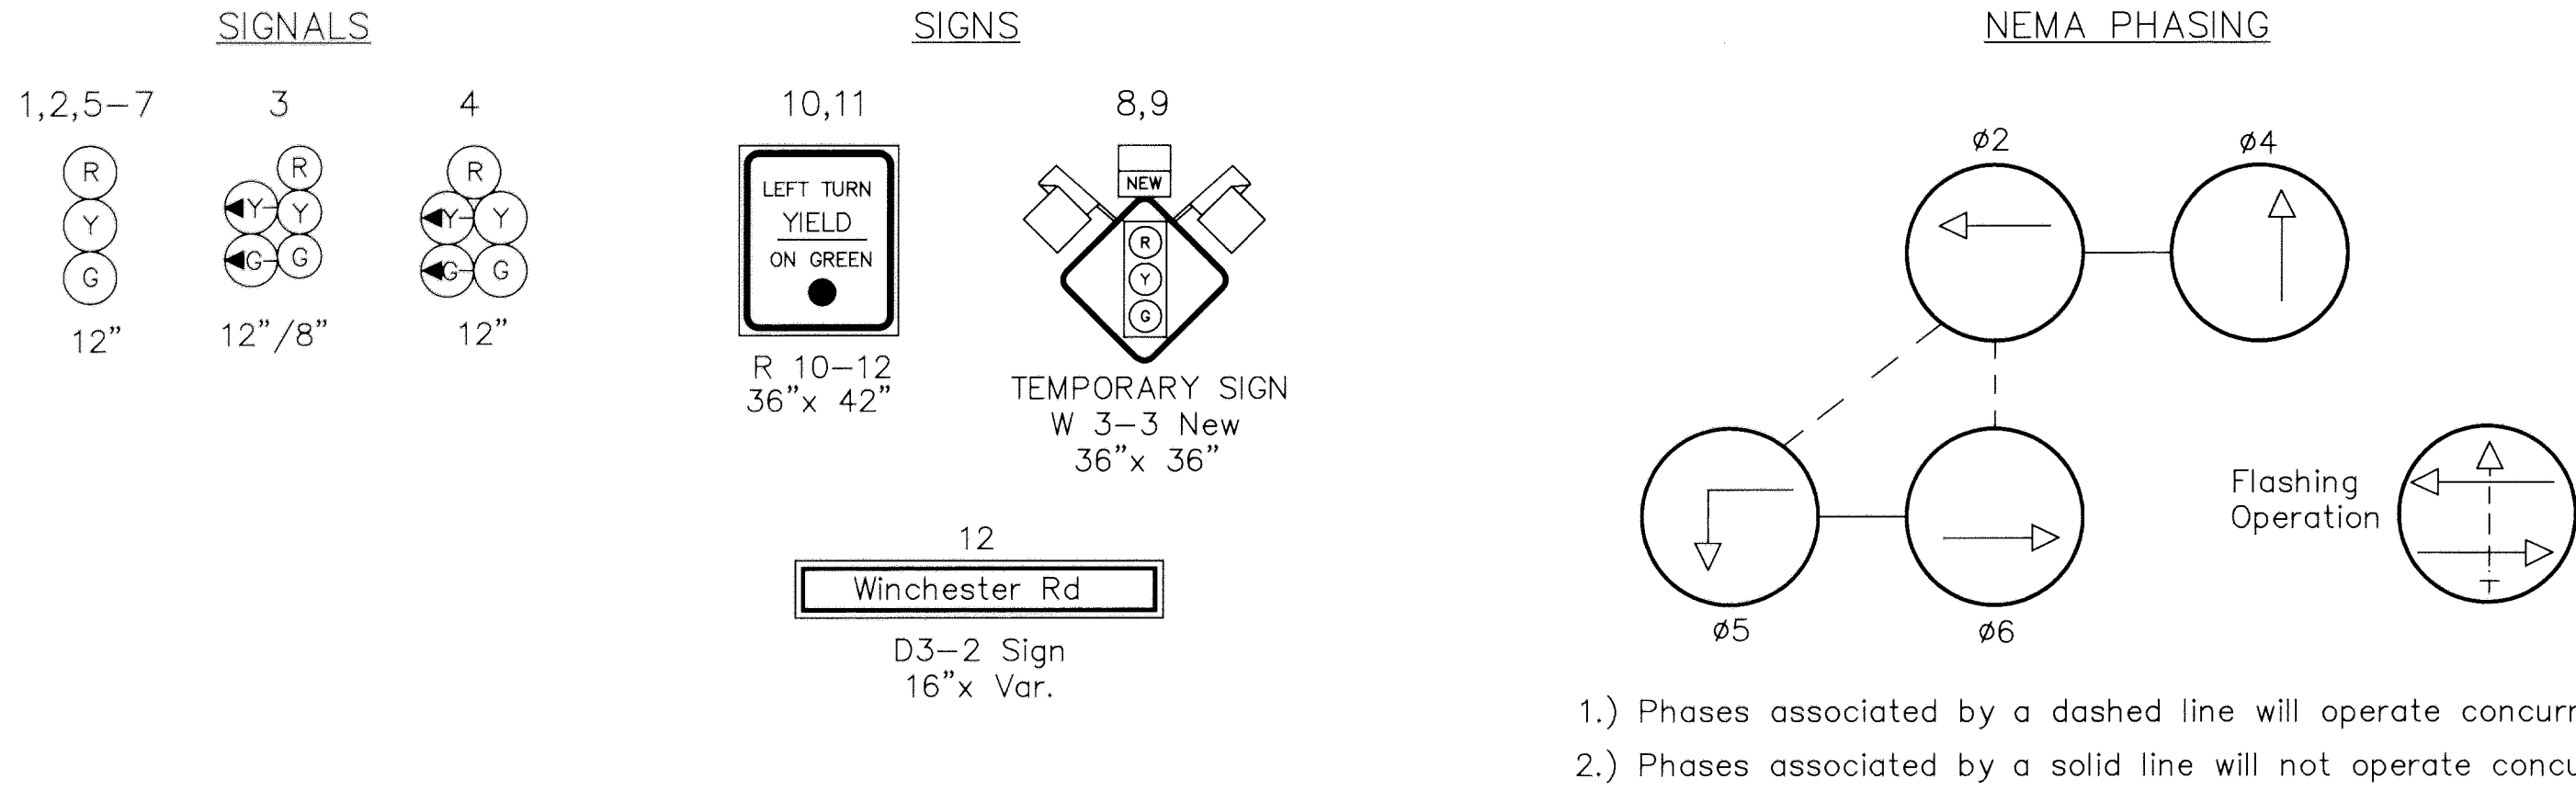 SIGNALS
1,2,5-7
3
4
R
Y
G
R
Y
Y
G
G
R
Y
Y
G
G
12"
12"/8"
12"
SIGNS
10,11
8,9
LEFT TURN
YIELD
ON GREEN
NEW
R
Y
G
R 10-12
36"x 42"
TEMPORARY SIGN
W 3-3 New
36"x 36"
12
Winchester Rd
D3-2 Sign
16"x Var.
NEMA PHASING
ø2
ø4
ø5
ø6
Flashing
Operation
1.) Phases associated by a dashed line will operate concurr
2.) Phases associated by a solid line will not operate concu